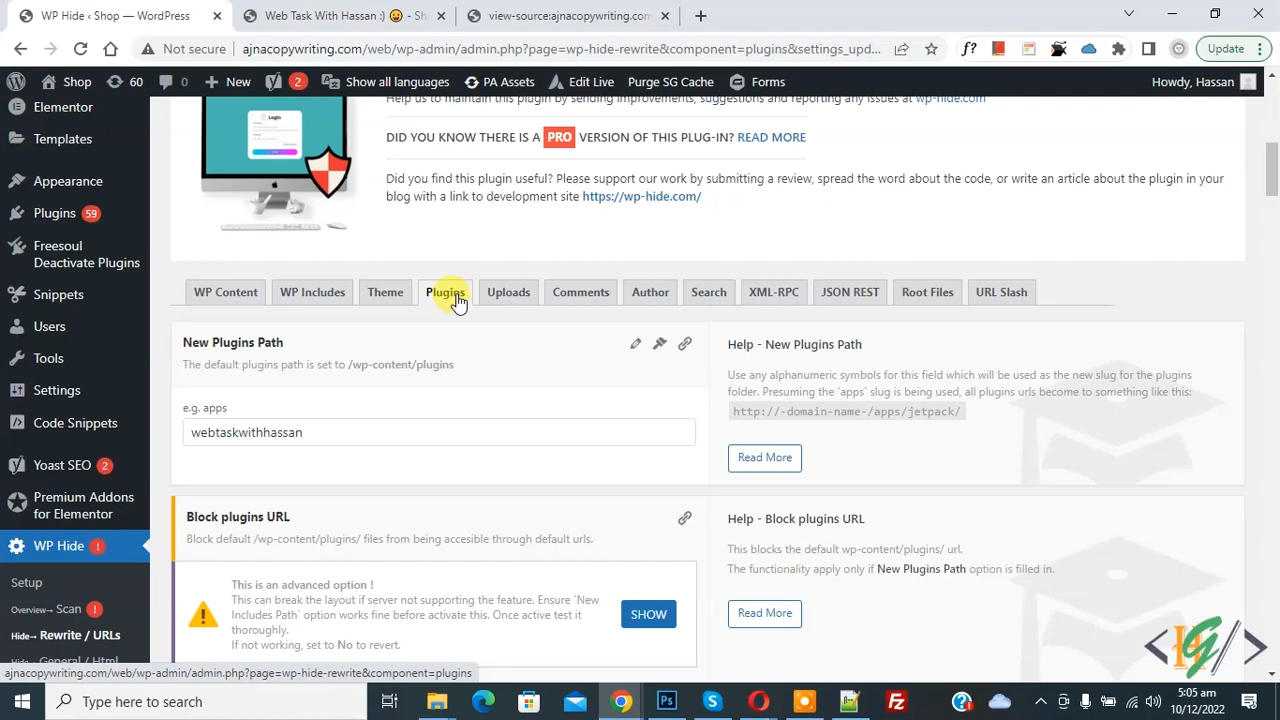 WP Hide ‹ Shop — WordPress
Web Task With Hassan :) 😀 - Sh
view-source:ajnacopywriting.com
Not secure
ajnacopywriting.com/web/wp-admin/admin.php?page=wp-hide-rewrite&component=plugins&settings_upd...
f?
Update
Shop
60
0
New
2
Show all languages
PA Assets
Edit Live
Purge SG Cache
Forms
Howdy, Hassan
Elementor
Templates
Appearance
Plugins 59
Freesoul
Deactivate Plugins
Snippets
Users
Tools
Settings
Code Snippets
Yoast SEO 2
Premium Addons
for Elementor
WP Hide !
Setup
Overview→ Scan !
Hide→ Rewrite / URLs
Hide→ General / Html
Login
Help us to maintain this plugin by sending improvements, suggestions and reporting any issues at wp-hide.com
DID YOU KNOW THERE IS A PRO VERSION OF THIS PLUG-IN? READ MORE
Did you find this plugin useful? Please support our work by submitting a review, spread the word about the code, or write an article about the plugin in your
blog with a link to development site https://wp-hide.com/
WP Content
WP Includes
Theme
Plugins
Uploads
Comments
Author
Search
XML-RPC
JSON REST
Root Files
URL Slash
New Plugins Path
The default plugins path is set to /wp-content/plugins
e.g. apps
webtaskwithhassan
Help - New Plugins Path
Use any alphanumeric symbols for this field which will be used as the new slug for the plugins
folder. Presuming the `apps` slug is being used, all plugins urls become to something like this:
http://-domain-name-/apps/jetpack/
Read More
Block plugins URL
Block default /wp-content/plugins/ files from being accesible through default urls.
This is an advanced option !
This can break the layout if server not supporting the feature. Ensure `New
Includes Path` option works fine before activate this. Once active test it
thoroughly.
If not working, set to No to revert.
SHOW
Help - Block plugins URL
This blocks the default wp-content/plugins/ url.
The functionality apply only if New Plugins Path option is filled in.
Read More
ajnacopywriting.com/web/wp-admin/admin.php?page=wp-hide-rewrite&component=plugins
Type here to search
5:05 am
10/12/2022